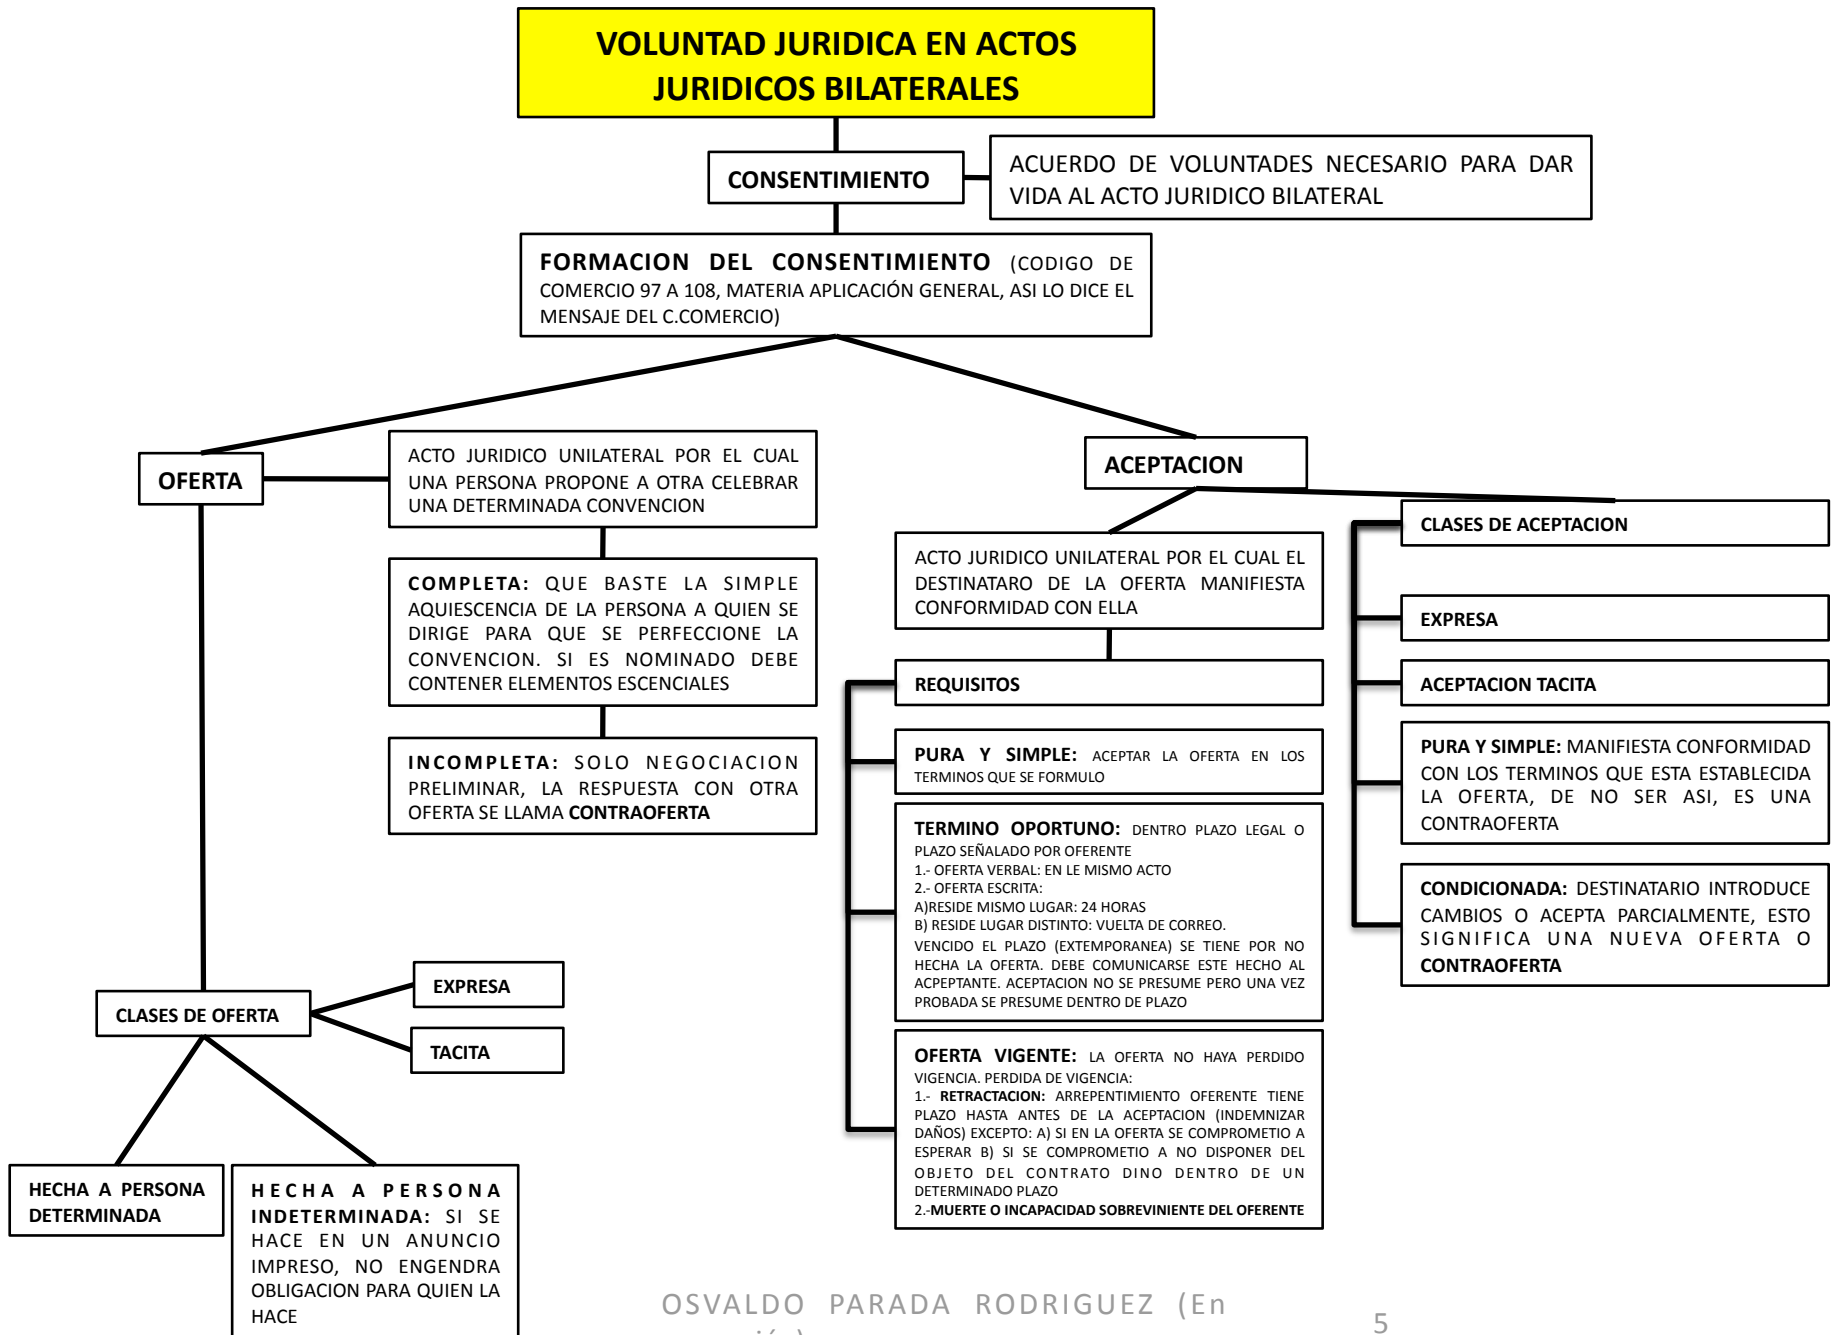 VOLUNTAD JURIDICA EN ACTOS
JURIDICOS BILATERALES
CONSENTIMIENTO
ACUERDO DE VOLUNTADES NECESARIO PARA DAR
VIDA AL ACTO JURIDICO BILATERAL
FORMACION DEL CONSENTIMIENTO (CODIGO DE
COMERCIO 97 A 108, MATERIA APLICACIÓN GENERAL, ASI LO DICE EL
MENSAJE DEL C.COMERCIO)
OFERTA
ACTO JURIDICO UNILATERAL POR EL CUAL
UNA PERSONA PROPONE A OTRA CELEBRAR
UNA DETERMINADA CONVENCION
COMPLETA: QUE BASTE LA SIMPLE
AQUIESCENCIA DE LA PERSONA A QUIEN SE
DIRIGE PARA QUE SE PERFECCIONE LA
CONVENCION. SI ES NOMINADO DEBE
CONTENER ELEMENTOS ESCENCIALES
INCOMPLETA: SOLO NEGOCIACION
PRELIMINAR, LA RESPUESTA CON OTRA
OFERTA SE LLAMA CONTRAOFERTA
CLASES DE OFERTA
EXPRESA
TACITA
HECHA A PERSONA
DETERMINADA
HECHA A PERSONA
INDETERMINADA: SI SE
HACE EN UN ANUNCIO
IMPRESO, NO ENGENDRA
OBLIGACION PARA QUIEN LA
HACE
ACEPTACION
ACTO JURIDICO UNILATERAL POR EL CUAL EL
DESTINATARO DE LA OFERTA MANIFIESTA
CONFORMIDAD CON ELLA
REQUISITOS
PURA Y SIMPLE: ACEPTAR LA OFERTA EN LOS
TERMINOS QUE SE FORMULO
TERMINO OPORTUNO: DENTRO PLAZO LEGAL O
PLAZO SEÑALADO POR OFERENTE
1.- OFERTA VERBAL: EN LE MISMO ACTO
2.- OFERTA ESCRITA:
A)RESIDE MISMO LUGAR: 24 HORAS
B) RESIDE LUGAR DISTINTO: VUELTA DE CORREO.
VENCIDO EL PLAZO (EXTEMPORANEA) SE TIENE POR NO
HECHA LA OFERTA. DEBE COMUNICARSE ESTE HECHO AL
ACPEPTANTE. ACEPTACION NO SE PRESUME PERO UNA VEZ
PROBADA SE PRESUME DENTRO DE PLAZO
OFERTA VIGENTE: LA OFERTA NO HAYA PERDIDO
VIGENCIA. PERDIDA DE VIGENCIA:
1.- RETRACTACION: ARREPENTIMIENTO OFERENTE TIENE
PLAZO HASTA ANTES DE LA ACEPTACION (INDEMNIZAR
DAÑOS) EXCEPTO: A) SI EN LA OFERTA SE COMPROMETIO A
ESPERAR B) SI SE COMPROMETIO A NO DISPONER DEL
OBJETO DEL CONTRATO DINO DENTRO DE UN
DETERMINADO PLAZO
2.-MUERTE O INCAPACIDAD SOBREVINIENTE DEL OFERENTE
CLASES DE ACEPTACION
EXPRESA
ACEPTACION TACITA
PURA Y SIMPLE: MANIFIESTA CONFORMIDAD
CON LOS TERMINOS QUE ESTA ESTABLECIDA
LA OFERTA, DE NO SER ASI, ES UNA
CONTRAOFERTA
CONDICIONADA: DESTINATARIO INTRODUCE
CAMBIOS O ACEPTA PARCIALMENTE, ESTO
SIGNIFICA UNA NUEVA OFERTA O
CONTRAOFERTA
OSVALDO PARADA RODRIGUEZ (En
5